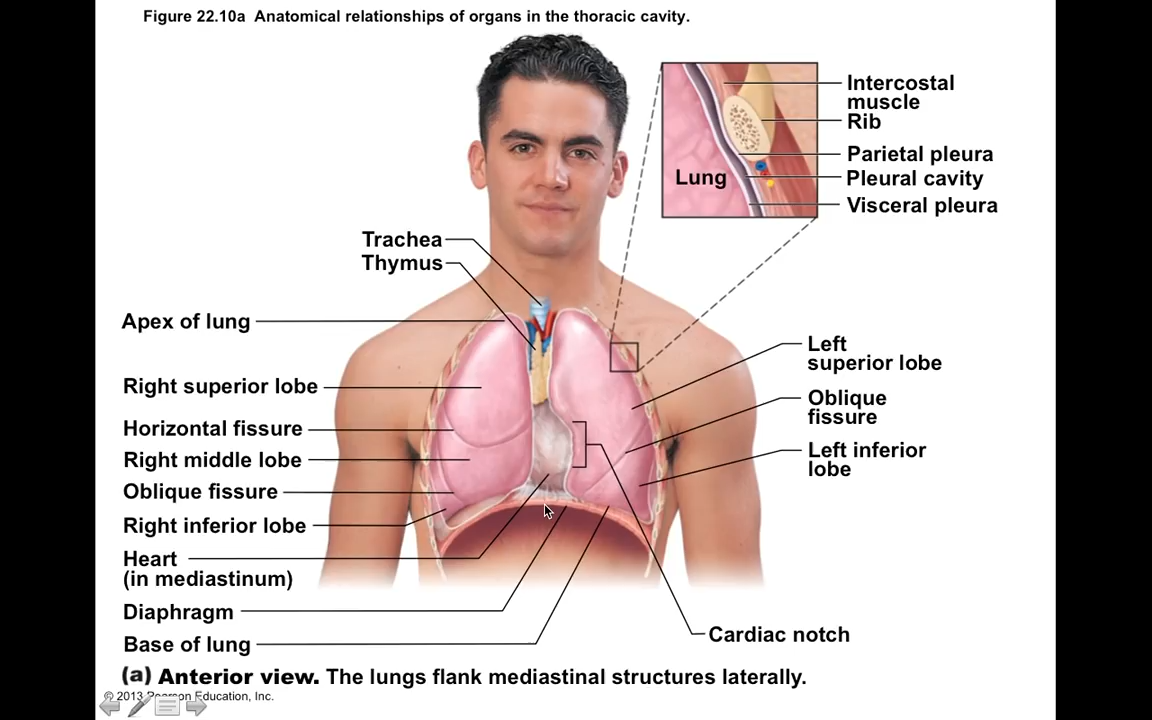 Figure 22.10a Anatomical relationships of organs in the thoracic cavity.
Intercostal
muscle
Rib
Parietal pleura
Pleural cavity
Visceral pleura
Lung
Trachea
Thymus
Apex of lung
Right superior lobe
Horizontal fissure
Right middle lobe
Oblique fissure
Right inferior lobe
Heart
(in mediastinum)
Diaphragm
Base of lung
Left
superior lobe
Oblique
fissure
Left inferior
lobe
Cardiac notch
(a) Anterior view. The lungs flank mediastinal structures laterally.
© 2013 Pearson Education, Inc.